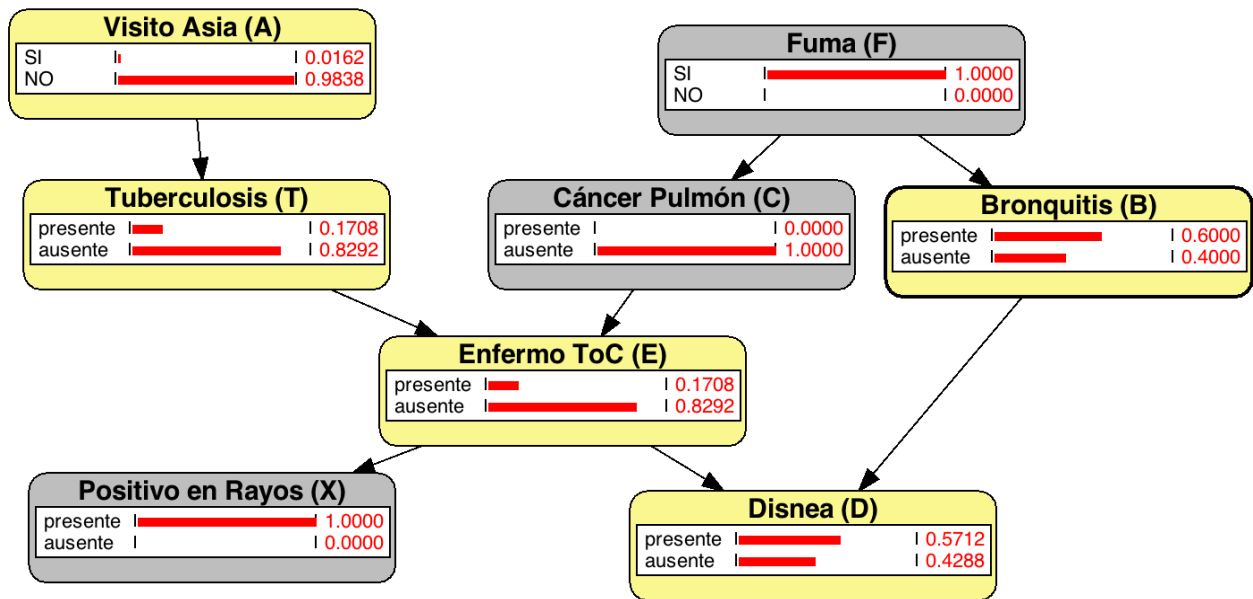 Visito Asia (A)
SI 0.0162
NO 0.9838
Fuma (F)
SI 1.0000
NO 0.0000
Tuberculosis (T)
presente 0.1708
ausente 0.8292
Cáncer Pulmón (C)
presente 0.0000
ausente 1.0000
Bronquitis (B)
presente 0.6000
ausente 0.4000
Enfermo ToC (E)
presente 0.1708
ausente 0.8292
Positivo en Rayos (X)
presente 1.0000
ausente 0.0000
Disnea (D)
presente 0.5712
ausente 0.4288